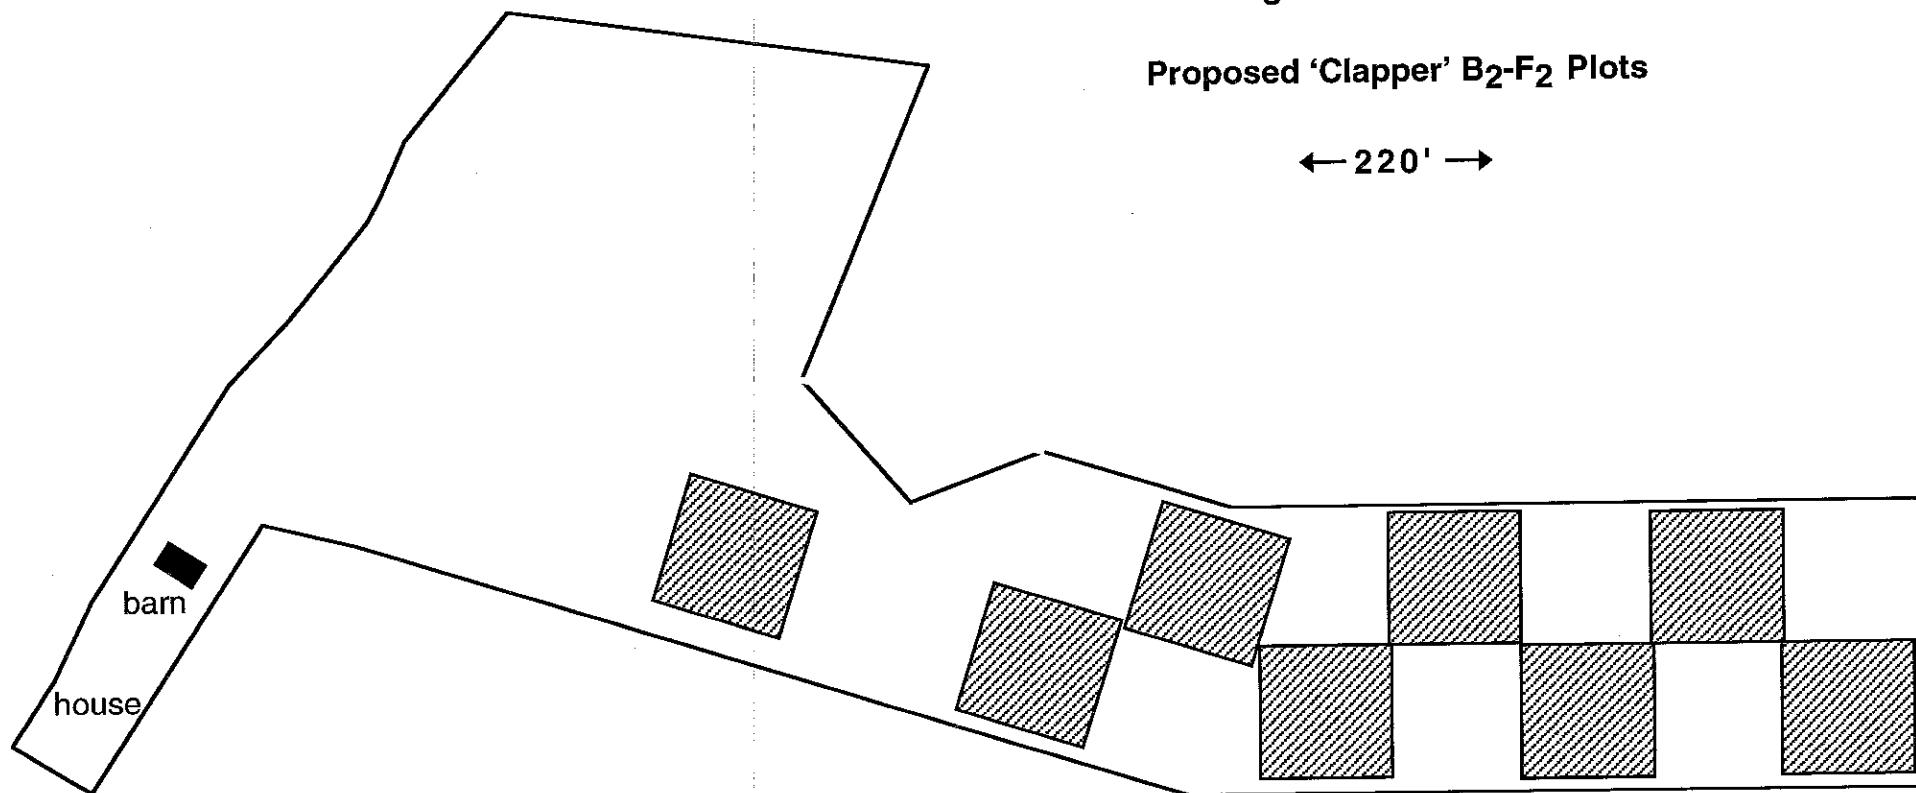 Proposed ‘Clapper’ B2-F2 Plots
←220'→
barn
house